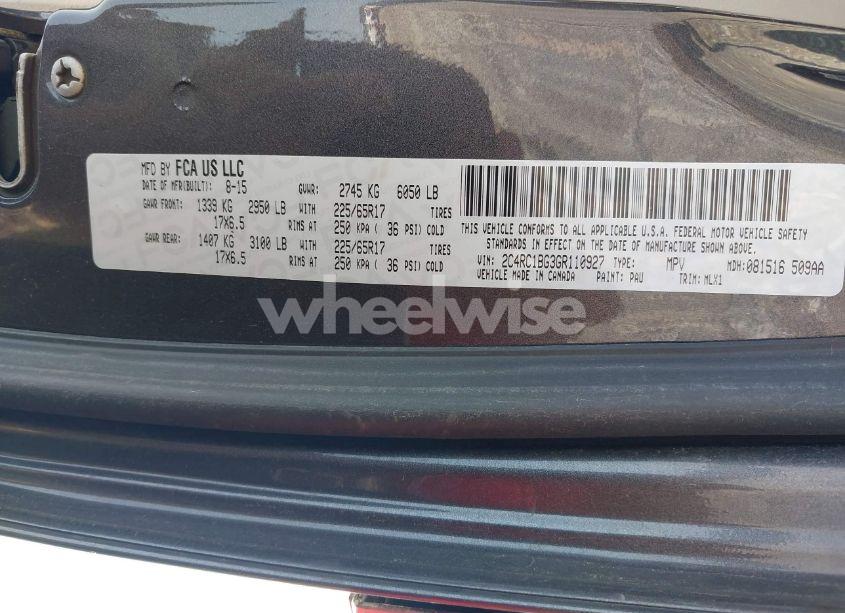 MFD BY FCA US LLC
DATE OF MFR(BUILT): 8-15 GVWR: 2745 KG 6050 LB
GAWR FRONT: 1339 KG 2950 LB WITH 225/65R17 TIRES
17X6.5 RIMS AT 250 KPA ( 36 PSI) COLD
GAWR REAR: 1407 KG 3100 LB WITH 225/65R17 TIRES
17X6.5 RIMS AT 250 KPA ( 36 PSI) COLD
THIS VEHICLE CONFORMS TO ALL APPLICABLE U.S.A. FEDERAL MOTOR VEHICLE SAFETY
STANDARDS IN EFFECT ON THE DATE OF MANUFACTURE SHOWN ABOVE.
VIN: 2C4RC1BG3GR110927 TYPE: MPV MDH:081516 509AA
VEHICLE MADE IN CANADA PAINT: PAU TRIM: MLX1
wheelwise